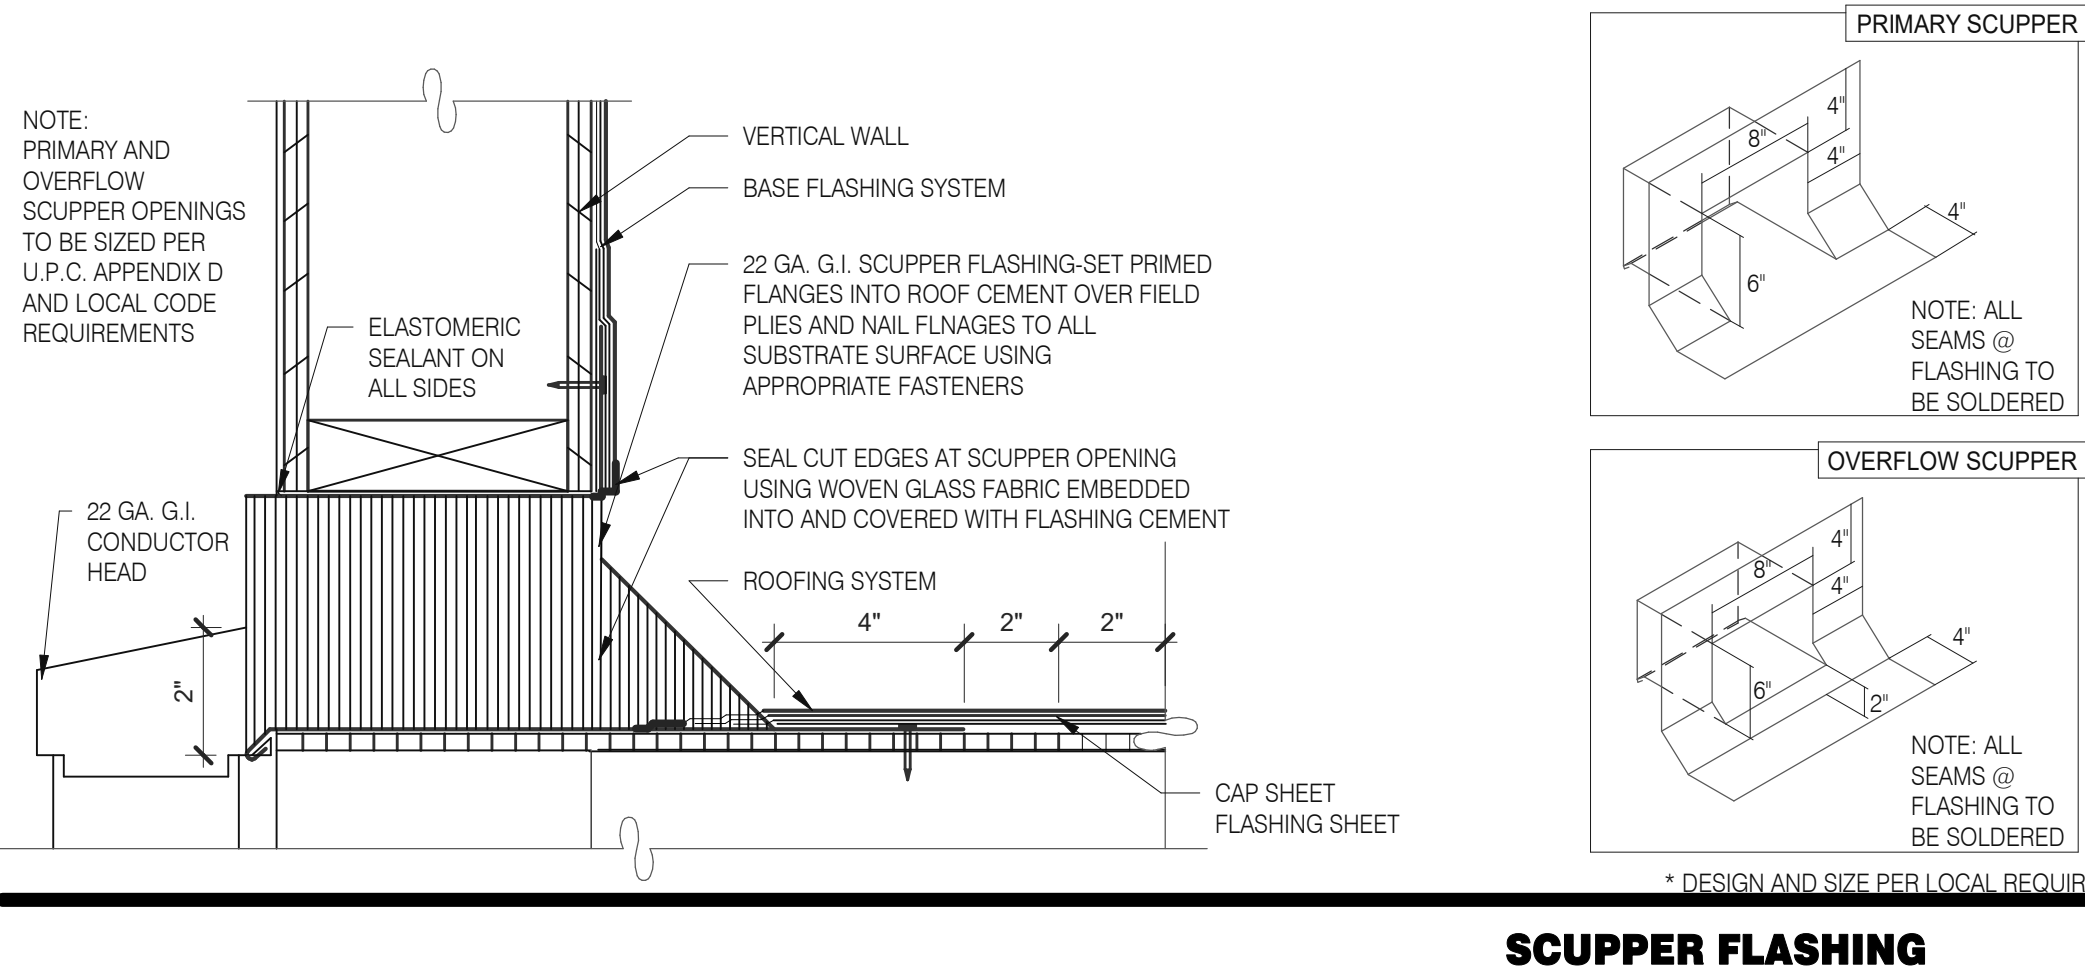 NOTE:
PRIMARY AND
OVERFLOW
SCUPPER OPENINGS
TO BE SIZED PER
U.P.C. APPENDIX D
AND LOCAL CODE
REQUIREMENTS
ELASTOMERIC
SEALANT ON
ALL SIDES
22 GA. G.I.
CONDUCTOR
HEAD
2"
VERTICAL WALL
BASE FLASHING SYSTEM
22 GA. G.I. SCUPPER FLASHING-SET PRIMED
FLANGES INTO ROOF CEMENT OVER FIELD
PLIES AND NAIL FLNAGES TO ALL
SUBSTRATE SURFACE USING
APPROPRIATE FASTENERS
SEAL CUT EDGES AT SCUPPER OPENING
USING WOVEN GLASS FABRIC EMBEDDED
INTO AND COVERED WITH FLASHING CEMENT
ROOFING SYSTEM
4" 2" 2"
CAP SHEET
FLASHING SHEET
PRIMARY SCUPPER
4"
8"
4"
4"
6"
NOTE: ALL
SEAMS @
FLASHING TO
BE SOLDERED
OVERFLOW SCUPPER
4"
8"
4"
4"
6"
2"
NOTE: ALL
SEAMS @
FLASHING TO
BE SOLDERED
* DESIGN AND SIZE PER LOCAL REQUIR
SCUPPER FLASHING